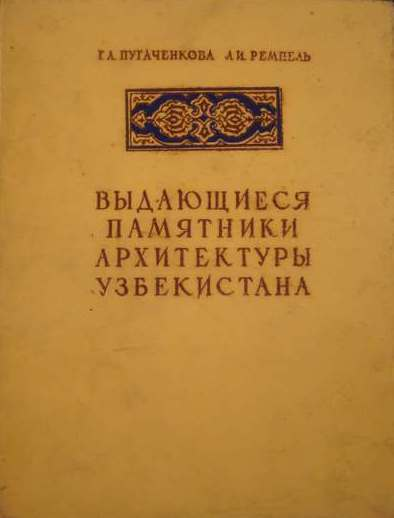 Г.А. ПУГАЧЕНКОВА Л.И. РЕМПЕЛЬ
ВЫДАЮЩИЕСЯ
ПАМЯТНИКИ
АРХИТЕКТУРЫ
УЗБЕКИСТАНА